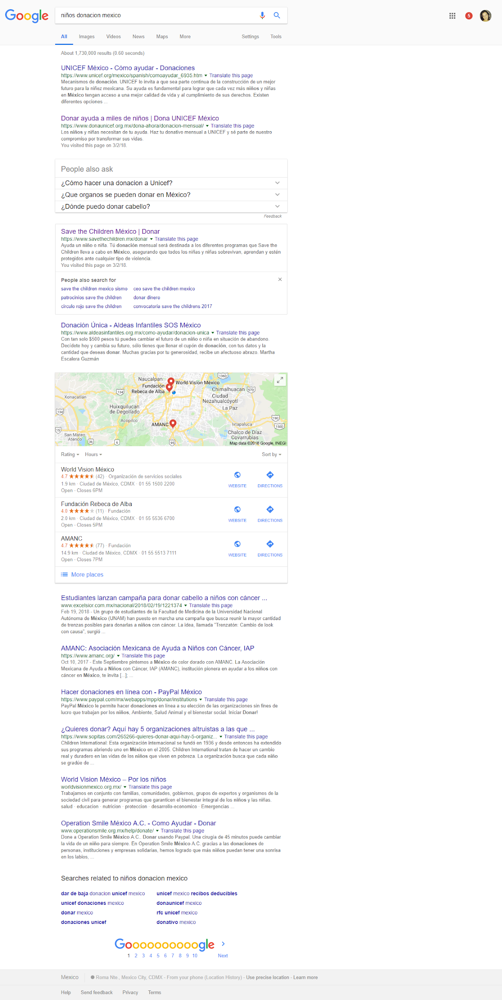 Google
niños donacion mexico
5
All Images Videos News Maps More Settings Tools
About 1,730,000 results (0.60 seconds)
UNICEF México - Cómo ayudar - Donaciones
https://www.unicef.org/mexico/spanish/comoayudar_6935.htm Translate this page
Mecanismos de donación. UNICEF lo invita a que sea parte continua de la construcción de un mejor
futuro para la niñez mexicana. Su ayuda es fundamental para lograr que cada vez más niños y niñas
en México tengan acceso a una mejor calidad de vida y al cumplimiento de sus derechos. Existen
diferentes opciones ...
Donar ayuda a miles de niños | Dona UNICEF México
https://www.donaunicef.org.mx/dona-ahora/donacion-mensual/ Translate this page
Los niños y niñas necesitan de tu ayuda. Haz tu donativo mensual a UNICEF y sé parte de nuestro
compromiso por transformar sus vidas.
You visited this page on 3/2/18.
People also ask
¿Cómo hacer una donacion a Unicef?
¿Que organos se pueden donar en México?
¿Dónde puedo donar cabello?
Feedback
Save the Children México | Donar
https://www.savethechildren.mx/donar Translate this page
Ayuda un niño o niña. Tú donación mensual será destinada a los diferentes programas que Save the
Children lleva a cabo en México, asegurando que todos los niñas y niñas sobrevivan, aprendan y estén
protegidos ante cualquier tipo de violencia.
You visited this page on 3/2/18.
People also search for
save the children mexico sismo ceo save the children mexico
patrocinios save the children donar dinero
circulo rojo save the children convocatoria save the childrens 2017
Donación Única - Aldeas Infantiles SOS México
https://www.aldeasinfantiles.org.mx/como-ayudar/donacion-unica Translate this page
Con tan solo $500 pesos tú puedes cambiar el futuro de un niño o niña en situación de abandono.
Decídete hoy y cambia su futuro, sólo tienes que llenar el cupón de donación, con tus datos y la
cantidad que deseas donar. Muchas gracias por tu generosidad, recibe un afectuoso abrazo. Martha
Escalera Guzmán
136D
Naucalpan
World Vision México
Fundación
Rebeca de Alba
Chimalhuacan 57D
134
Xonacatlán
Ciudad
Nezahualcóyotl
Huixquilucan
de Degollado
La Paz
134
190
Acopilco
AMANC
Ixtapaluca
150D
15
San Mateo
Atenco
Chalco de Díaz
Covarrubias
36 6 95
Map data ©2018 Google, INEGI
Rating Hours Sort by
World Vision México
4.7 (42) · Organización de servicios sociales
1.9 km · Ciudad de México, CDMX · 01 55 1500 2200
Open · Closes 6PM
WEBSITE DIRECTIONS
Fundación Rebeca de Alba
4.0 (11) · Fundación
2.0 km · Ciudad de México, CDMX · 01 55 5536 6700
Open · Closes 5PM
WEBSITE DIRECTIONS
AMANC
4.7 (77) · Fundación
14.9 km · Ciudad de México, CDMX · 01 55 5513 7111
Open · Closes 7PM
WEBSITE DIRECTIONS
More places
Estudiantes lanzan campaña para donar cabello a niños con cáncer ...
www.excelsior.com.mx/nacional/2018/02/19/1221374 Translate this page
Feb 19, 2018 - Un grupo de estudiantes de la Facultad de Medicina de la Universidad Nacional
Autónoma de México (UNAM) han puesto en marcha una campaña que busca reunir la mayor cantidad
de trenzas posibles para donarlas a niños con cáncer. La idea, llamada "Trenzatón: Cambio de look
con causa", surgió ...
AMANC: Asociación Mexicana de Ayuda a Niños con Cáncer, IAP
https://www.amanc.org/ Translate this page
Oct 10, 2017 - Este Septiembre pintemos a México de color dorado con AMANC. La Asociación
Mexicana de Ayuda a Niños con Cáncer, IAP (AMANC), institución pionera en ayudar a los niños con
cáncer en México, te invita [...]; ...
Hacer donaciones en línea con - PayPal México
https://www.paypal.com/mx/webapps/mpp/donar/institutions Translate this page
PayPal México le permite hacer donaciones en línea a su elección de las organizaciones sin fines de
lucro que trabajan por los niños, Ambiente, Salud Animal y el bienestar social. Iniciar Donar!
¿Quieres donar? Aquí hay 5 organizaciones altruistas a las que ...
https://www.sopitas.com/265266-quieres-donar-aqui-hay-5-organiz... Translate this page
Children International: Esta organización internacional se fundó en 1936 y desde entonces ha extendido
sus programas abriendo uno en México en el 2005. Children International tratan de hacer un cambio
real y duradero en las vidas de los niños que viven en pobreza. La organización busca que cada niño
se gradúe de ...
World Vision México – Por los niños
worldvisionmexico.org.mx/ Translate this page
Trabajamos en conjunto con familias, comunidades, gobiernos, grupos de expertos y organismos de la
sociedad civil para generar programas que garanticen el bienestar integral de los niños y las niñas.
salud · educacion · nutricion · proteccion · desarrollo-economico · Emergencias ...
Operation Smile México A.C. - Como Ayudar - Donar
www.operationsmile.org.mx/help/donate/ Translate this page
Done a Operation Smile México A.C.. Donar usando Paypal. Una cirugía de 45 minutos puede cambiar
la vida de un niño para siempre. En Operation Smile México A.C. gracias a las donaciones de
personas, instituciones y empresas solidarias, hemos logrado que más niños puedan tener una sonrisa
en los labios, ...
Searches related to niños donacion mexico
dar de baja donacion unicef mexico unicef mexico recibos deducibles
unicef donaciones mexico donaunicef mexico
donar mexico rfc unicef mexico
donaciones unicef donativo mexico
Goooooooooogle
1 2 3 4 5 6 7 8 9 10 Next
Mexico Roma Nte., Mexico City, CDMX - From your phone (Location History) - Use precise location - Learn more
Help Send feedback Privacy Terms